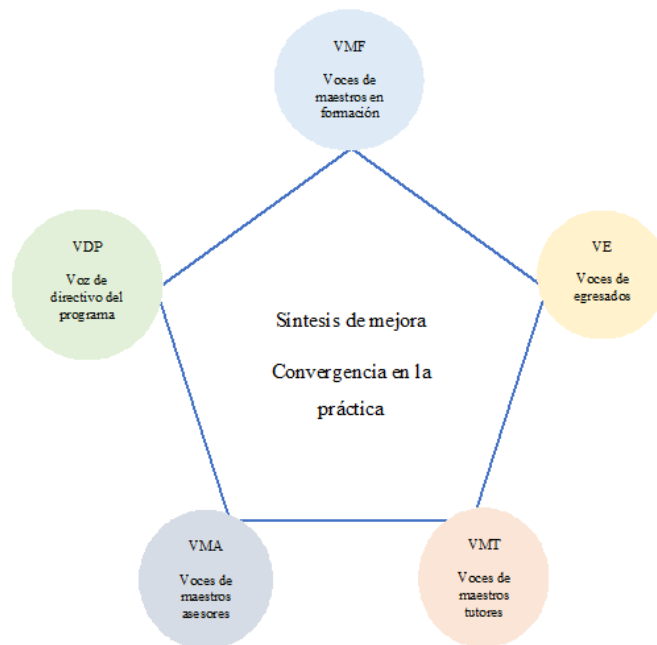 VMF
Voces de
maestros en
formación
VDP
Voz de
directivo del
programa
VE
Voces de
egresados
Síntesis de mejora
Convergencia en la
práctica
VMA
Voces de
maestros
asesores
VMT
Voces de
maestros
tutores